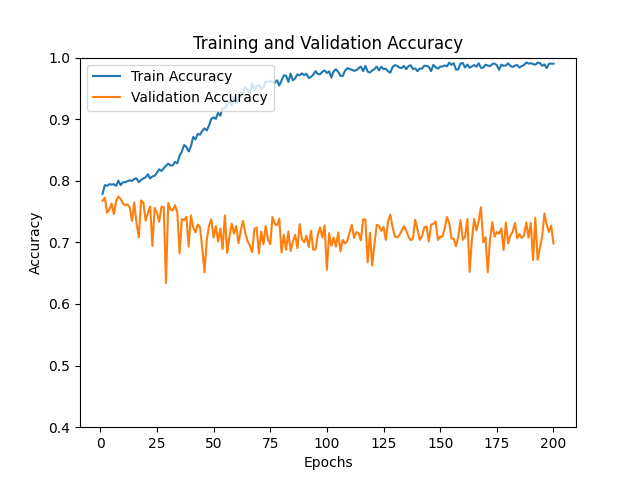 Training and Validation Accuracy
Train Accuracy
Validation Accuracy
1.0
0.9
0.8
0.7
0.6
0.5
0.4
Accuracy
0 25 50 75 100 125 150 175 200
Epochs